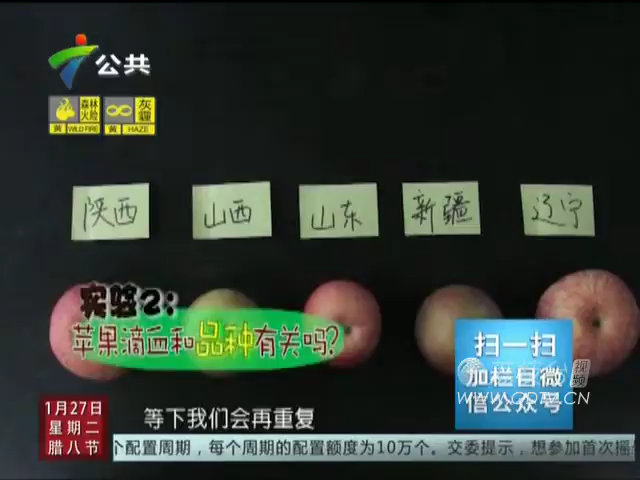 公共
森林
火险
黄 WILD FIRE
灰霾
黄 HAZE
陕西
山西
山东
新疆
辽宁
实验2:
苹果滴血和品种有关吗?
扫一扫
加栏目微
信公众号
视频
1月27日
星期二
腊八节
等下我们会再重复
个配置周期，每个周期的配置额度为10万个。交委提示，想参加首次摇